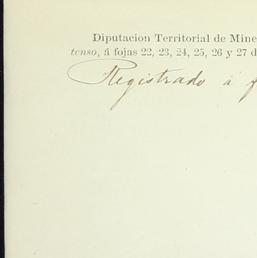 Diputacion Territorial de Mine
tenso, á fojas 22, 23, 24, 25, 26 y 27 d
Registrado á f